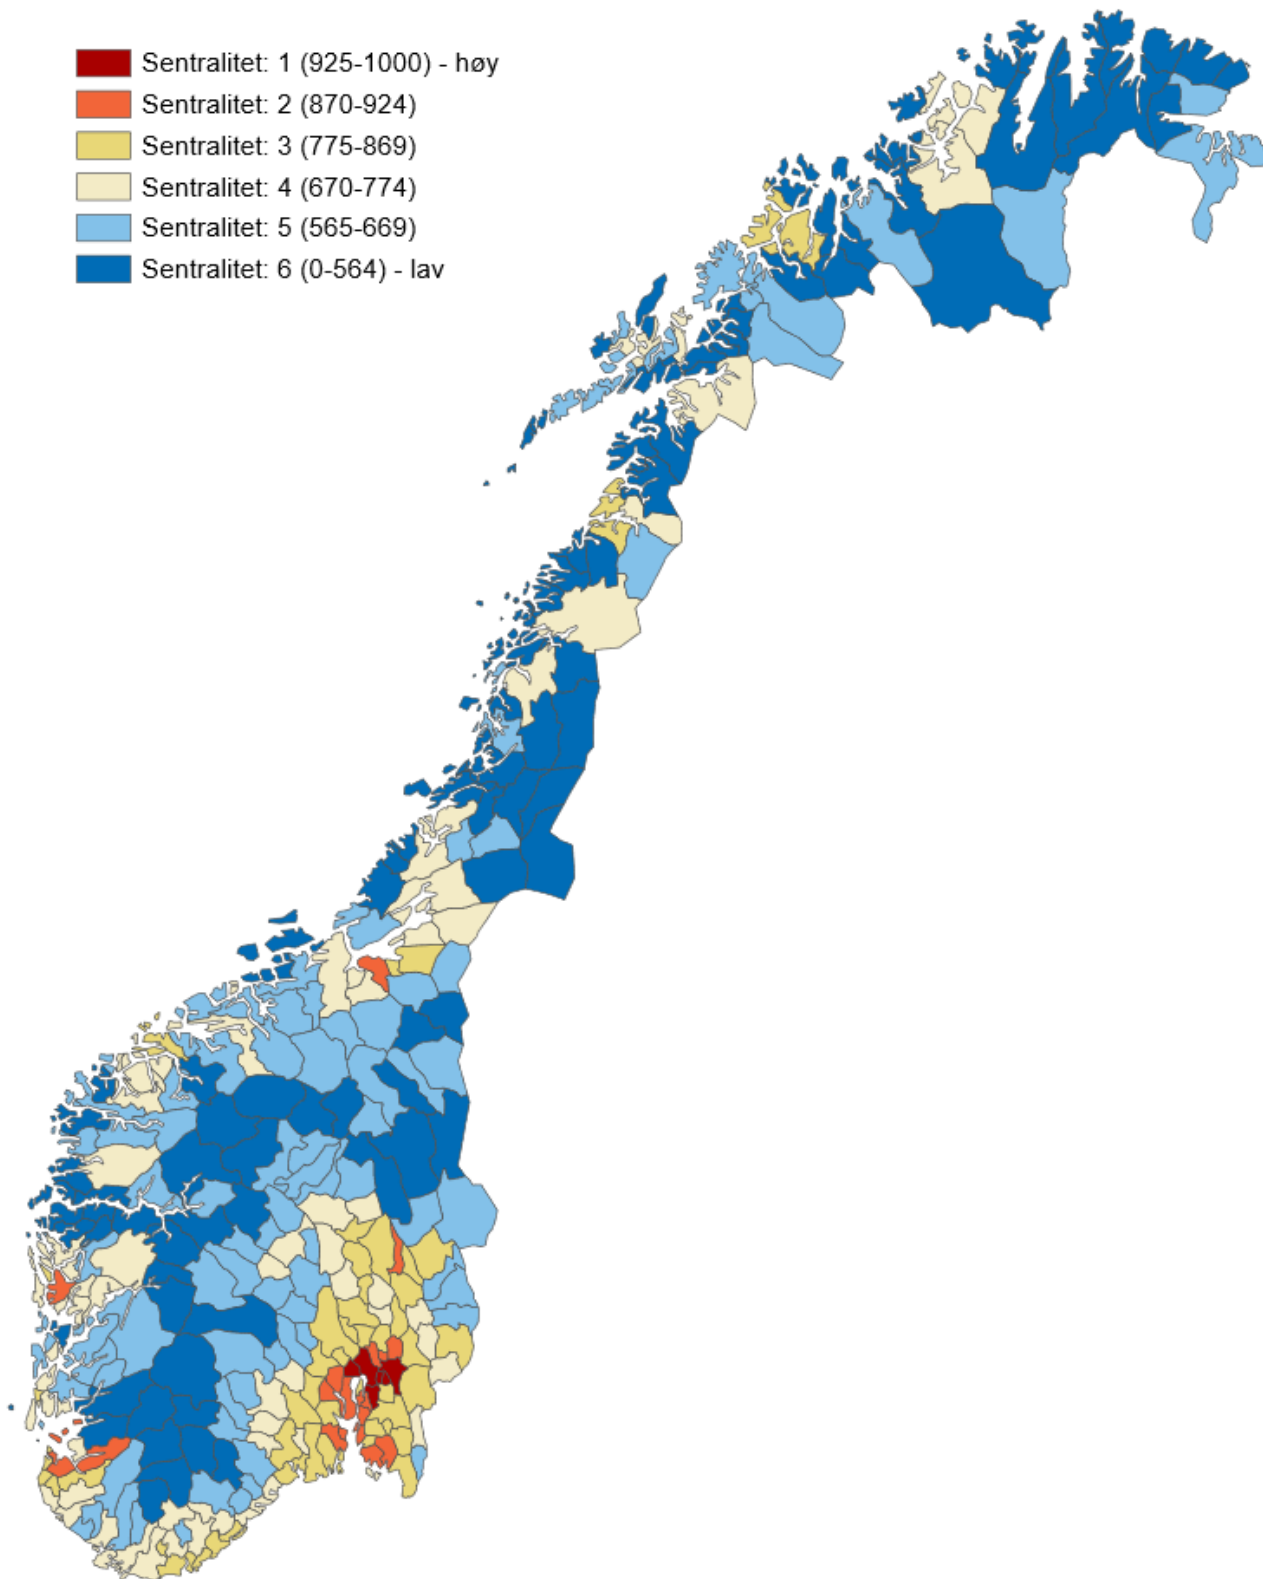 Sentralitet: 1 (925-1000) - høy
Sentralitet: 2 (870-924)
Sentralitet: 3 (775-869)
Sentralitet: 4 (670-774)
Sentralitet: 5 (565-669)
Sentralitet: 6 (0-564) - lav